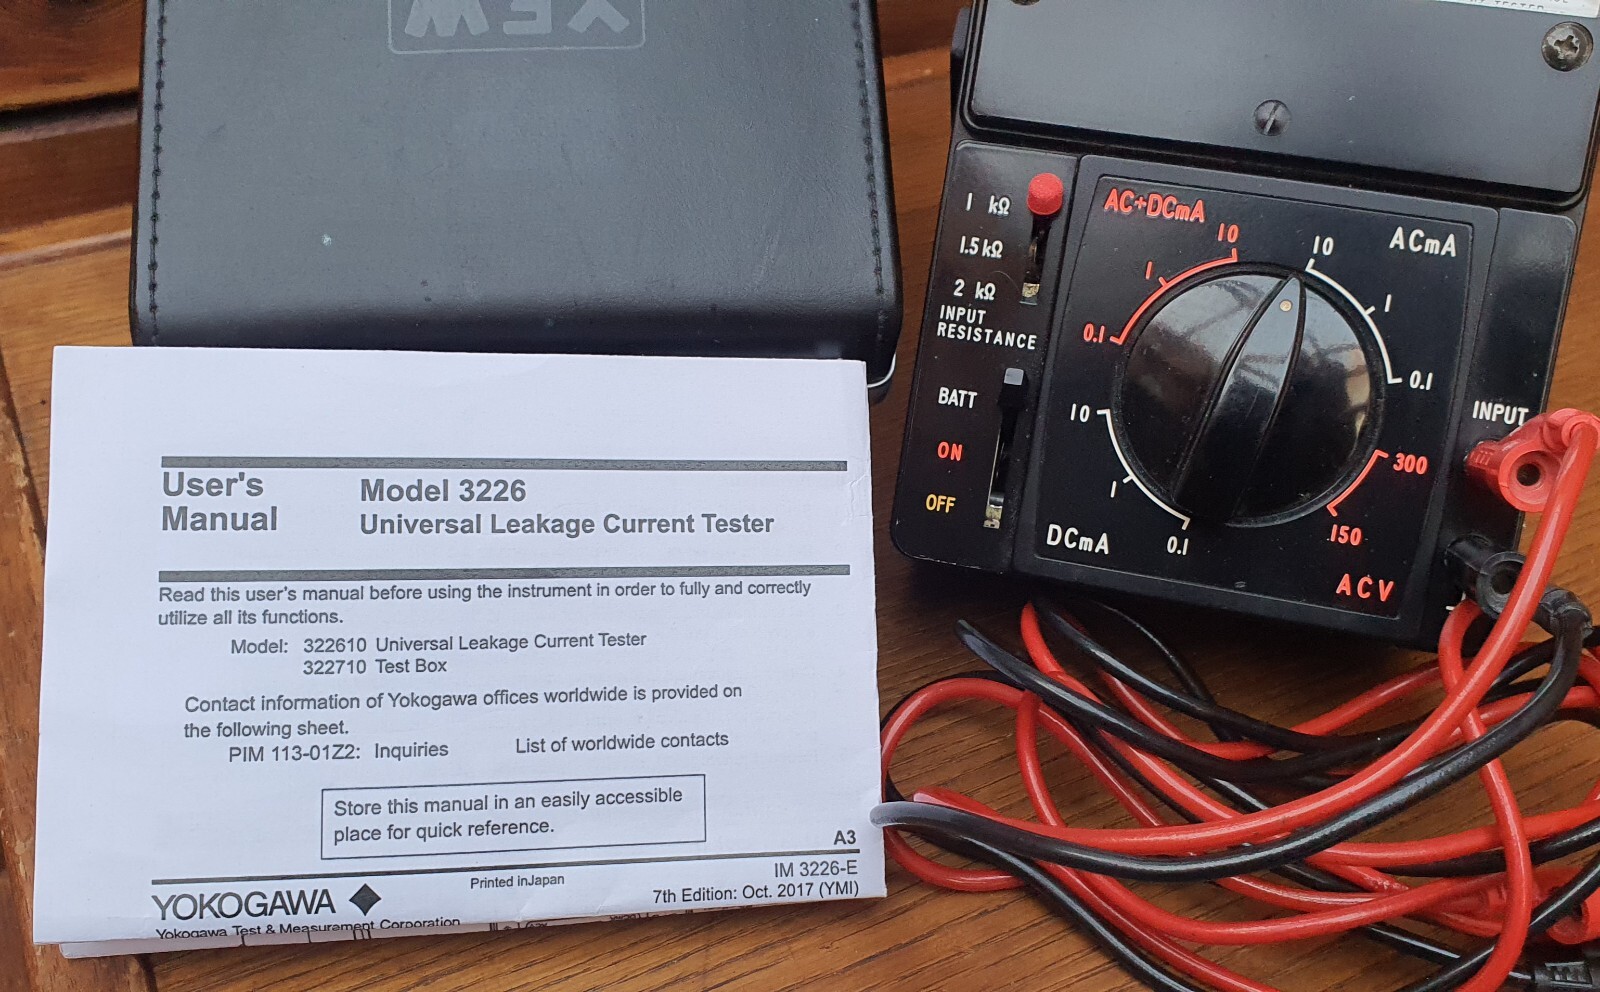 YEW
TESTER
User's
Manual
Model 3226
Universal Leakage Current Tester
Read this user's manual before using the instrument in order to fully and correctly
utilize all its functions.
Model: 322610 Universal Leakage Current Tester
322710 Test Box
Contact information of Yokogawa offices worldwide is provided on
the following sheet.
PIM 113-01Z2: Inquiries List of worldwide contacts
Store this manual in an easily accessible
place for quick reference.
A3
IM 3226-E
7th Edition: Oct. 2017 (YMI)
Printed inJapan
YOKOGAWA
Yokogawa Test & Measurement Corporation
1 kΩ
1.5 kΩ
2 kΩ
INPUT
RESISTANCE
BATT
ON
OFF
AC+DCmA
10
1
0.1
ACmA
10
1
0.1
10
1
0.1
DCmA
300
150
ACV
INPUT